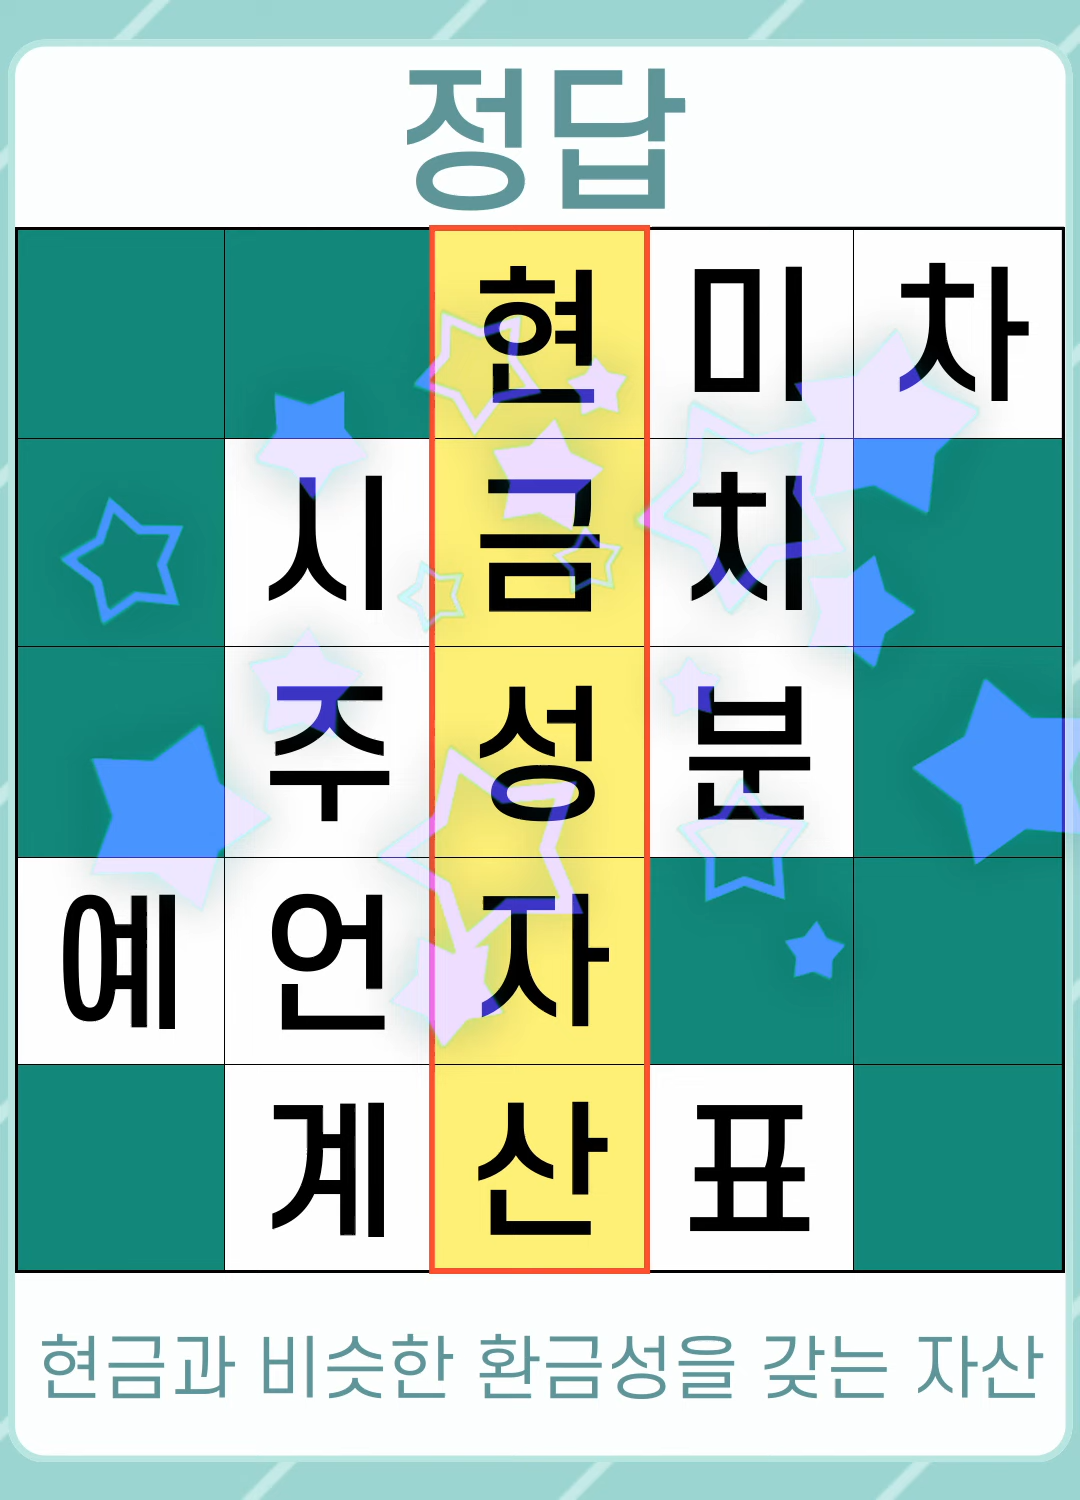 정답
현미차
시금치
주성분
예언자
계산표
현금과 비슷한 환금성을 갖는 자산